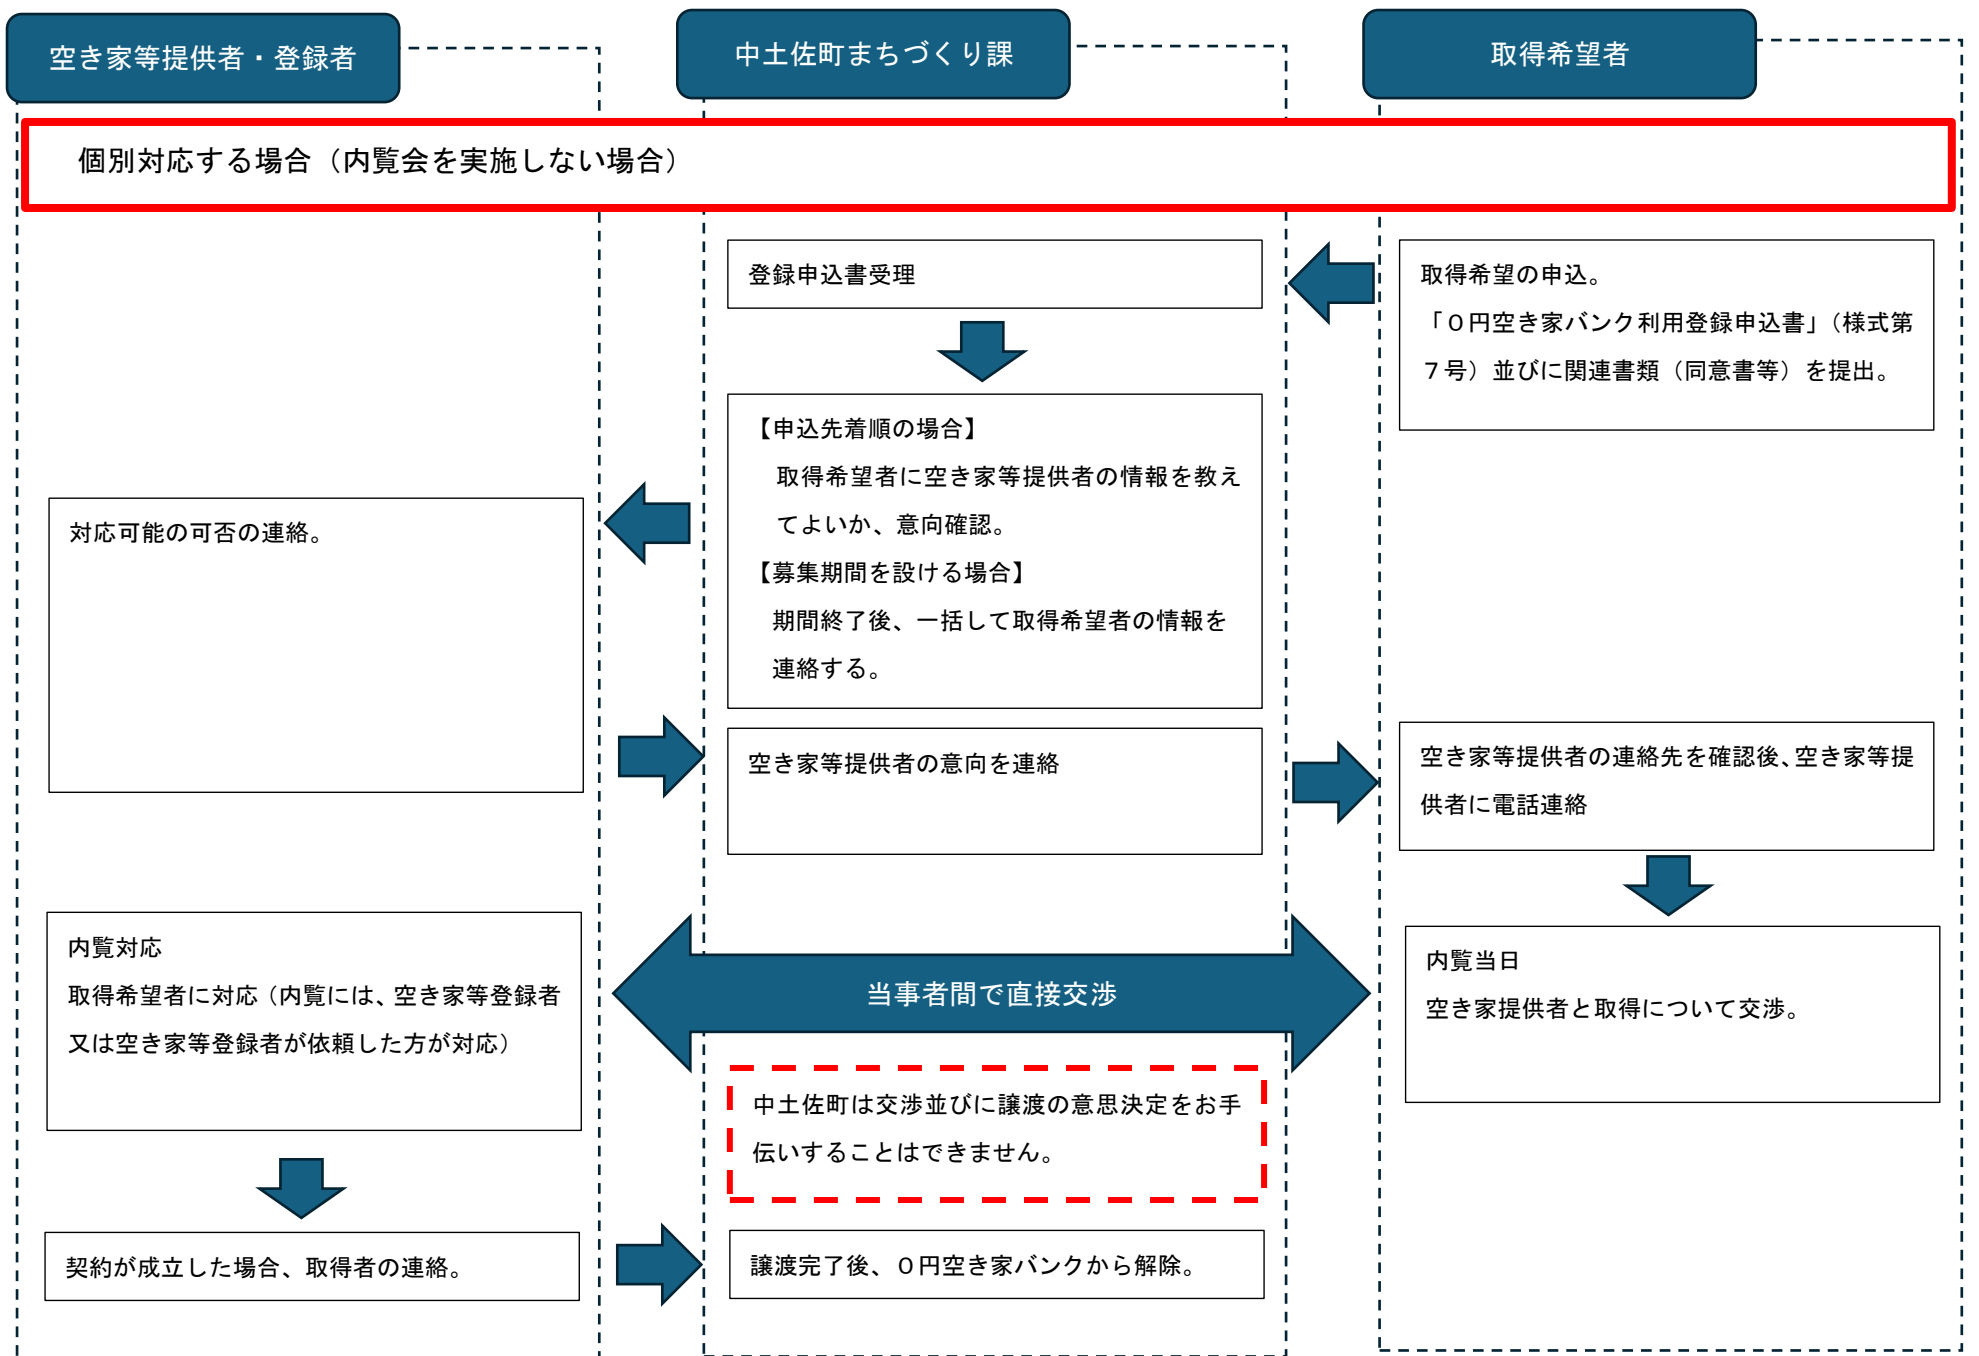 空き家等提供者・登録者
中土佐町まちづくり課
取得希望者
個別対応する場合（内覧会を実施しない場合）
登録申込書受理
取得希望の申込。
「０円空き家バンク利用登録申込書」（様式第
７号）並びに関連書類（同意書等）を提出。
【申込先着順の場合】
取得希望者に空き家等提供者の情報を教え
てよいか、意向確認。
【募集期間を設ける場合】
期間終了後、一括して取得希望者の情報を
連絡する。
対応可能の可否の連絡。
空き家等提供者の意向を連絡
空き家等提供者の連絡先を確認後、空き家等提
供者に電話連絡
内覧対応
取得希望者に対応（内覧には、空き家等登録者
又は空き家等登録者が依頼した方が対応）
当事者間で直接交渉
内覧当日
空き家提供者と取得について交渉。
中土佐町は交渉並びに譲渡の意思決定をお手
伝いすることはできません。
契約が成立した場合、取得者の連絡。
譲渡完了後、０円空き家バンクから解除。